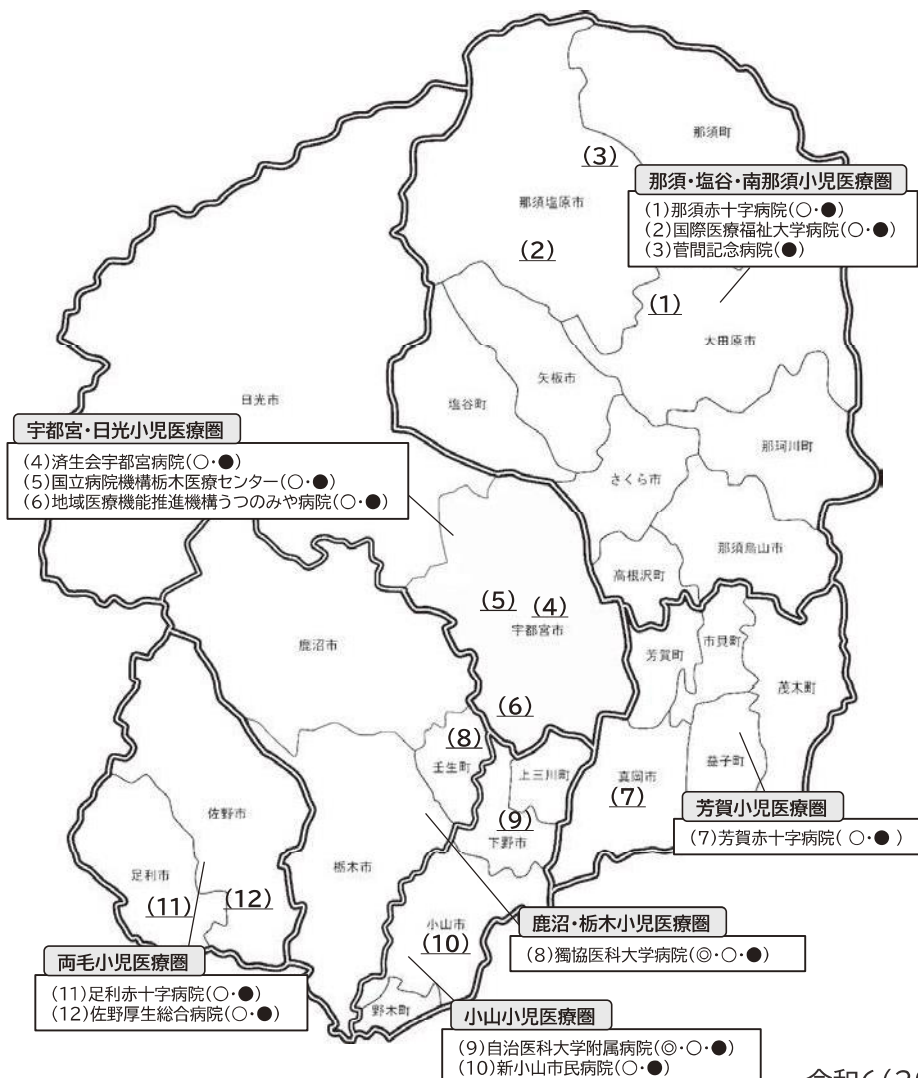 那須町
(3)
那須・塩谷・南那須小児医療圏
(1)那須赤十字病院(○・●)
(2)国際医療福祉大学病院(○・●)
(3)菅間記念病院(●)
那須塩原市
(2)
(1)
大田原市
矢板市
塩谷町
日光市
宇都宮・日光小児医療圏
(4)済生会宇都宮病院(○・●)
(5)国立病院機構栃木医療センター(○・●)
(6)地域医療機能推進機構うつのみや病院(○・●)
那珂川町
さくら市
那須烏山市
高根沢町
(5)
(4)
宇都宮市
鹿沼市
芳賀町
市貝町
茂木町
(6)
(8)
壬生町
上三川町
真岡市
(7)
益子町
芳賀小児医療圏
(7)芳賀赤十字病院( ○・● )
佐野市
(9)
下野市
足利市
栃木市
(11)
(12)
小山市
(10)
鹿沼・栃木小児医療圏
(8)獨協医科大学病院(◎・○・●)
両毛小児医療圏
(11)足利赤十字病院(○・●)
(12)佐野厚生総合病院(○・●)
野木町
小山小児医療圏
(9)自治医科大学附属病院(◎・○・●)
(10)新小山市民病院(○・●)